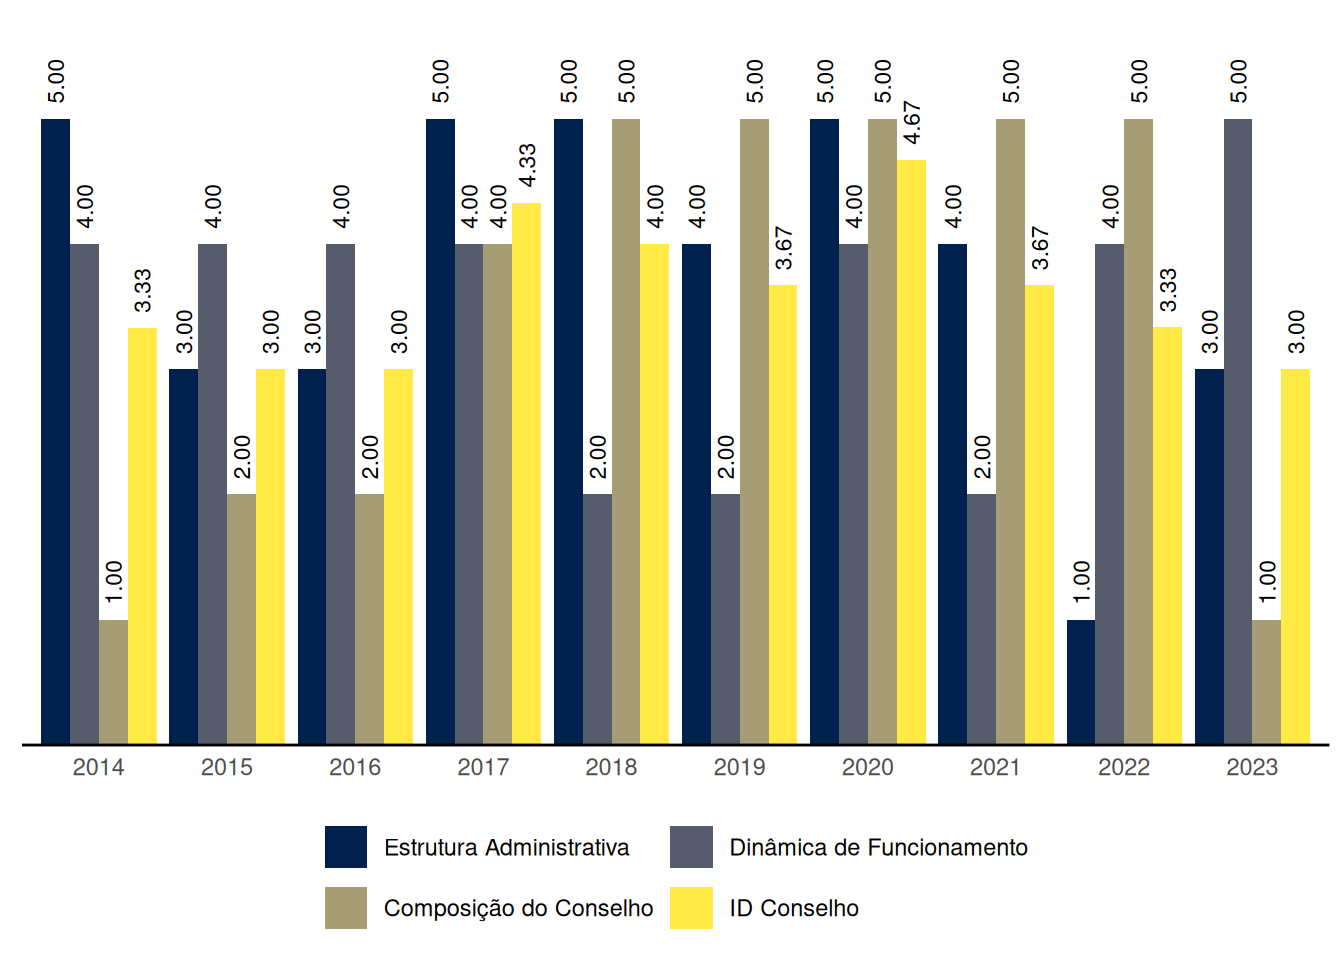 5.00 4.00 1.00 3.33 3.00 4.00 2.00 3.00 3.00 4.00 2.00 3.00 5.00 4.00 4.00 4.33 5.00 2.00 5.00 4.00 4.00 2.00 5.00 3.67 5.00 4.00 5.00 4.67 4.00 2.00 5.00 3.67 1.00 4.00 5.00 3.33 3.00 5.00 1.00 3.00
2014 2015 2016 2017 2018 2019 2020 2021 2022 2023
Estrutura Administrativa Dinâmica de Funcionamento
Composição do Conselho ID Conselho